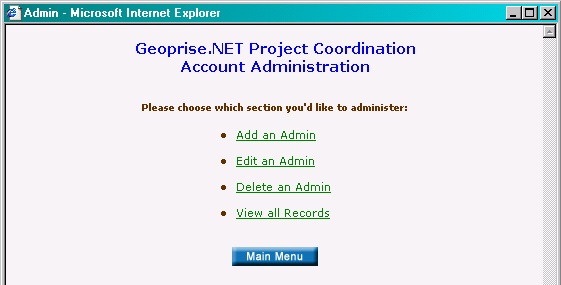 Admin - Microsoft Internet Explorer
Geoprise.NET Project Coordination
Account Administration
Please choose which section you'd like to administer:
Add an Admin
Edit an Admin
Delete an Admin
View all Records
Main Menu